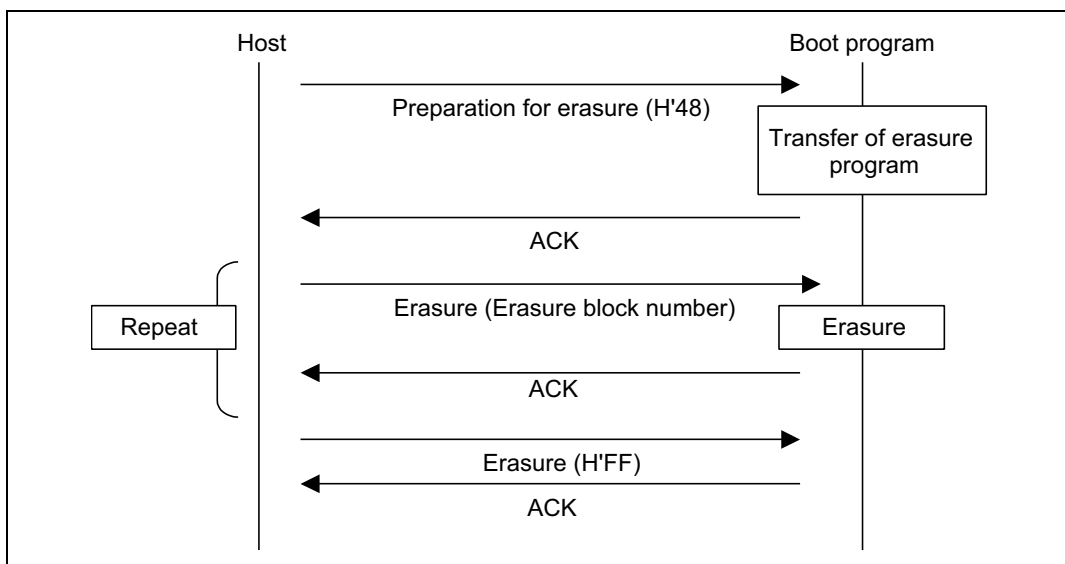 Host
Boot program
Preparation for erasure (H'48)
Transfer of erasure
program
ACK
Erasure (Erasure block number)
Repeat
Erasure
ACK
Erasure (H'FF)
ACK